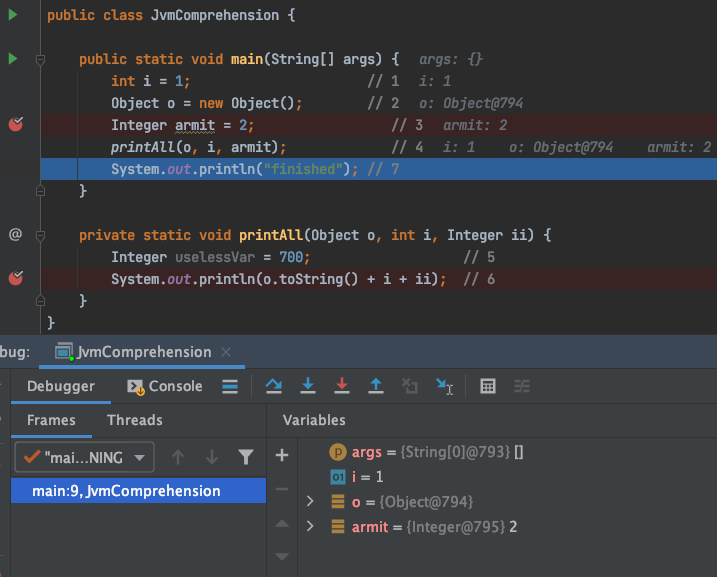 public class JvmComprehension {
public static void main(String[] args) {  args: {}
int i = 1;                      // 1  i: 1
Object o = new Object();        // 2  o: Object@794
Integer armit = 2;                 // 3  armit: 2
printAll(o, i, armit);             // 4  i: 1    o: Object@794    armit: 2
System.out.println("finished"); // 7
}
@ private static void printAll(Object o, int i, Integer ii) {
Integer uselessVar = 700;                   // 5
System.out.println(o.toString() + i + ii);  // 6
}
}
bug: JvmComprehension ×
Debugger Console
Frames Threads Variables
"mai...NING
main:9, JvmComprehension
p args = {String[0]@793} []
01 i = 1
o = {Object@794}
armit = {Integer@795} 2